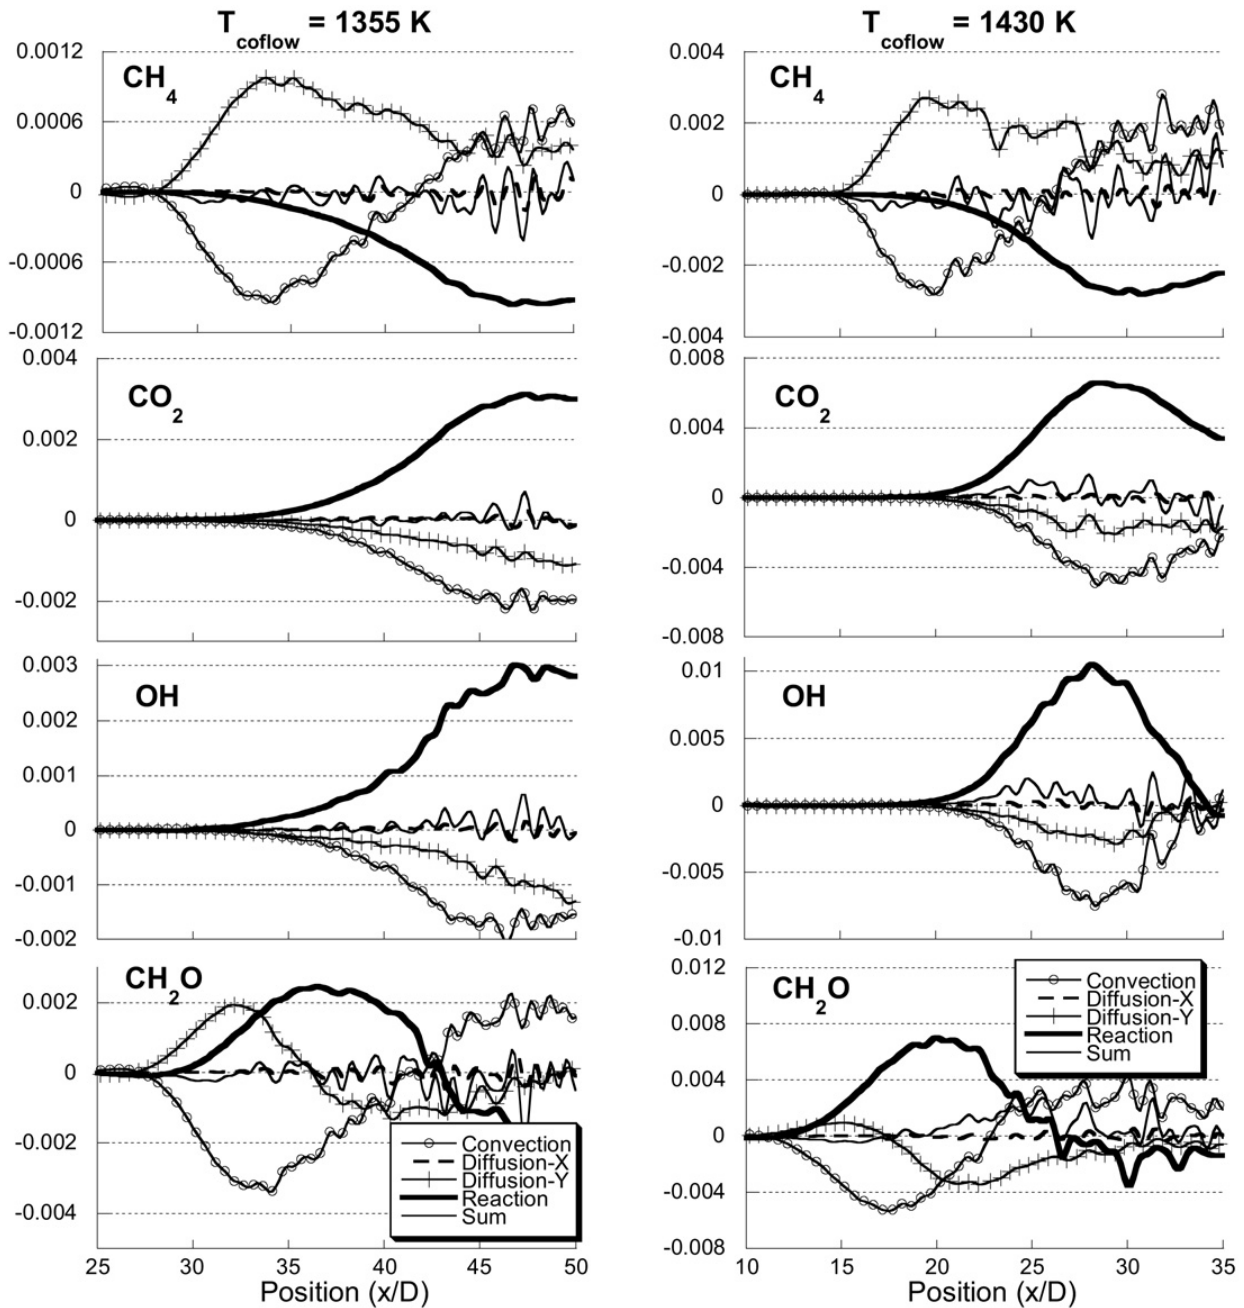 T coflow = 1355 K
T coflow = 1430 K
CH4
0.0012
0.0006
0
-0.0006
-0.0012
CH4
0.004
0.002
0
-0.002
-0.004
CO2
0.004
0.002
0
-0.002
CO2
0.008
0.004
0
-0.004
-0.008
OH
0.003
0.002
0.001
0
-0.001
-0.002
OH
0.01
0.005
0
-0.005
-0.01
CH2O
0.002
0
-0.002
-0.004
Convection
Diffusion-X
Diffusion-Y
Reaction
Sum
25 30 35 40 45 50
Position (x/D)
CH2O
0.012
0.008
0.004
0
-0.004
-0.008
Convection
Diffusion-X
Diffusion-Y
Reaction
Sum
10 15 20 25 30 35
Position (x/D)